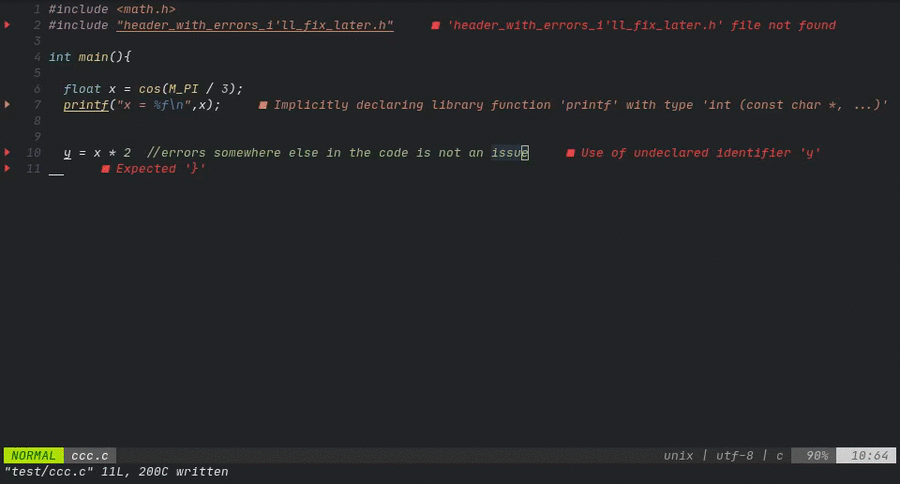 1 #include <math.h>
2 #include "header_with_errors_i'll_fix_later.h" ■ 'header_with_errors_i'll_fix_later.h' file not found
3
4 int main(){
5
6 float x = cos(M_PI / 3);
7 printf("x = %f\n",x); ■ Implicitly declaring library function 'printf' with type 'int (const char *, ...)'
8
9
10 y = x * 2 //errors somewhere else in the code is not an issue ■ Use of undeclared identifier 'y'
11 ■ Expected '}'
NORMAL ccc.c unix | utf-8 | c 90% 10:64
"test/ccc.c" 11L, 200C written